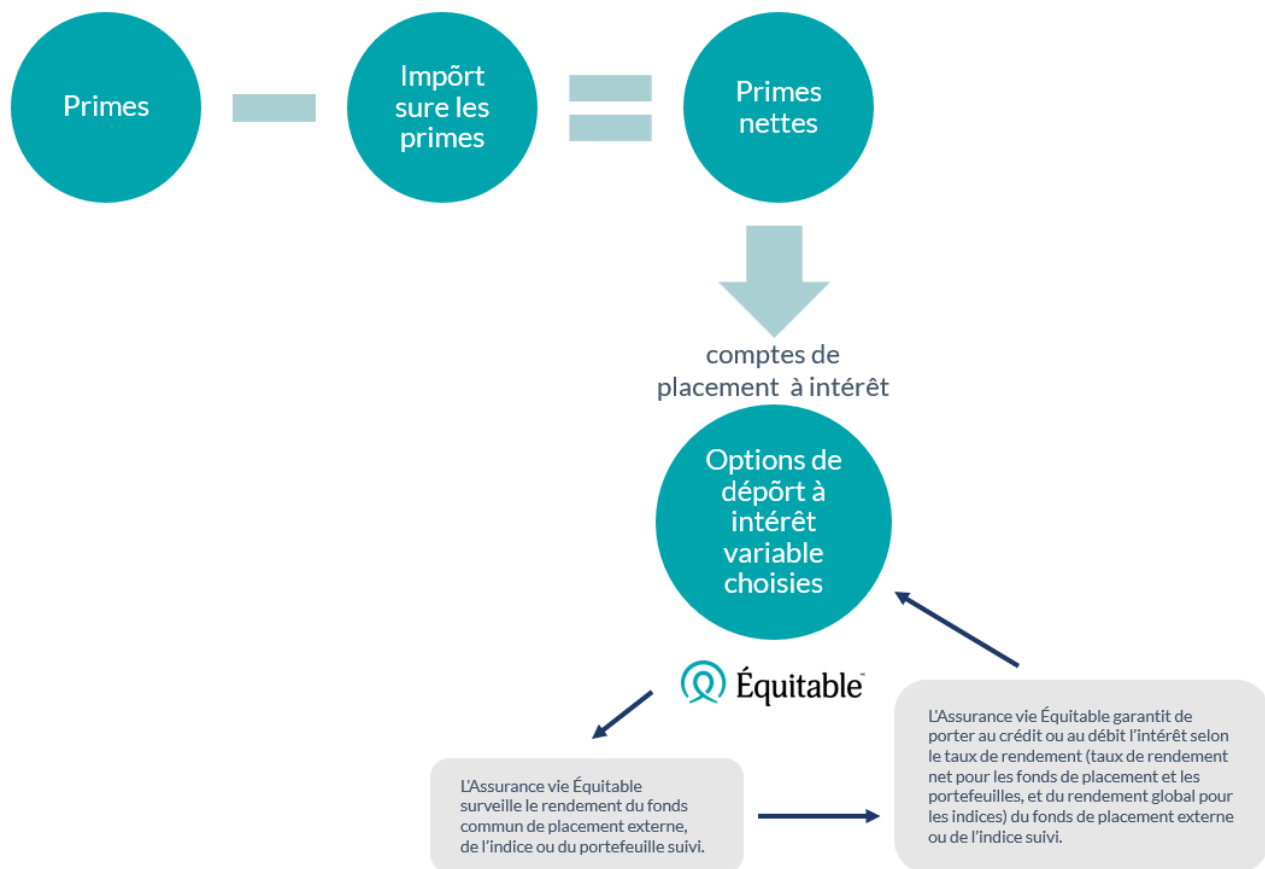 Primes
Impõrt
sure les
primes
Primes
nettes
comptes de
placement à intérêt
Options de
dépõrt à
intérêt
variable
choisies
Équitable
L'Assurance vie Équitable
surveille le rendement du fonds
commun de placement externe,
de l'indice ou du portefeuille suivi.
L'Assurance vie Équitable garantit de
porter au crédit ou au débit l'intérêt selon
le taux de rendement (taux de rendement
net pour les fonds de placement et les
portefeuilles, et du rendement global pour
les indices) du fonds de placement externe
ou de l'indice suivi.